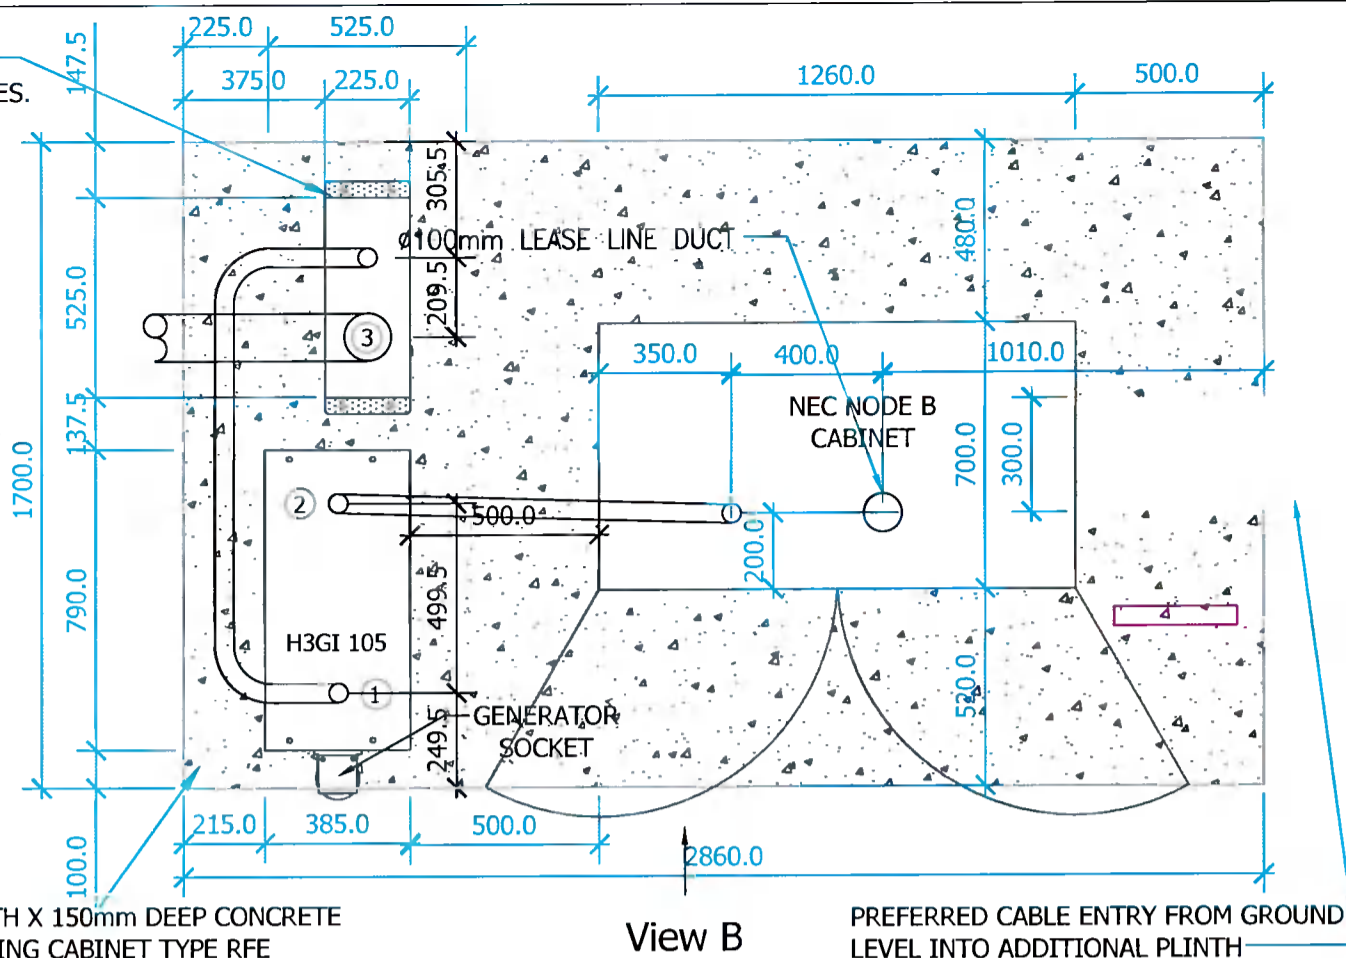 225.0 525.0
147.5
ES.
375.0 225.0
1260.0 500.0
305.5
Ø100mm LEASE LINE DUCT
480.0
525.0
209.5
3
350.0 400.0 1010.0
NEC NODE B
CABINET
137.5
1700.0
700.0
300.0
2
500.0
200.0
790.0
499.5
H3GI 105
1
520.0
GENERATOR
SOCKET
249.5
215.0 385.0 500.0
100.0
2860.0
TH X 150mm DEEP CONCRETE
ING CABINET TYPE RFE
View B
PREFERRED CABLE ENTRY FROM GROUND
LEVEL INTO ADDITIONAL PLINTH